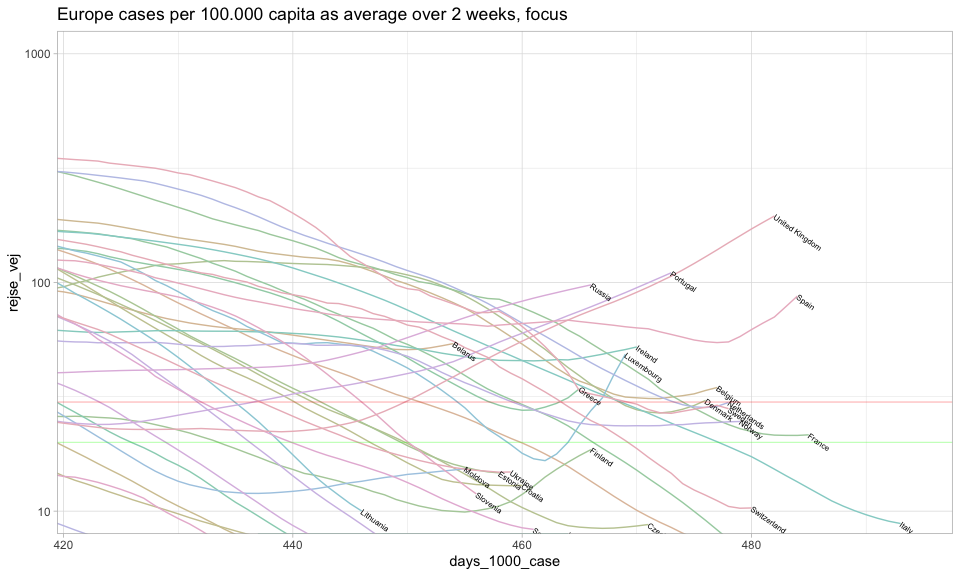 Europe cases per 100.000 capita as average over 2 weeks, focus
1000
United Kingdom
100
Portugal
Russia
Spain
rejse_vej
Belarus
Ireland
Luxembourg
Greece
Belgium
Denmark
Netherlands
Sweden
Norway
France
Finland
Moldova
Ukraine
Estonia
Croatia
Slovenia
10
Lithuania
Switzerland
Cze
Italy
420
440
460
480
days_1000_case